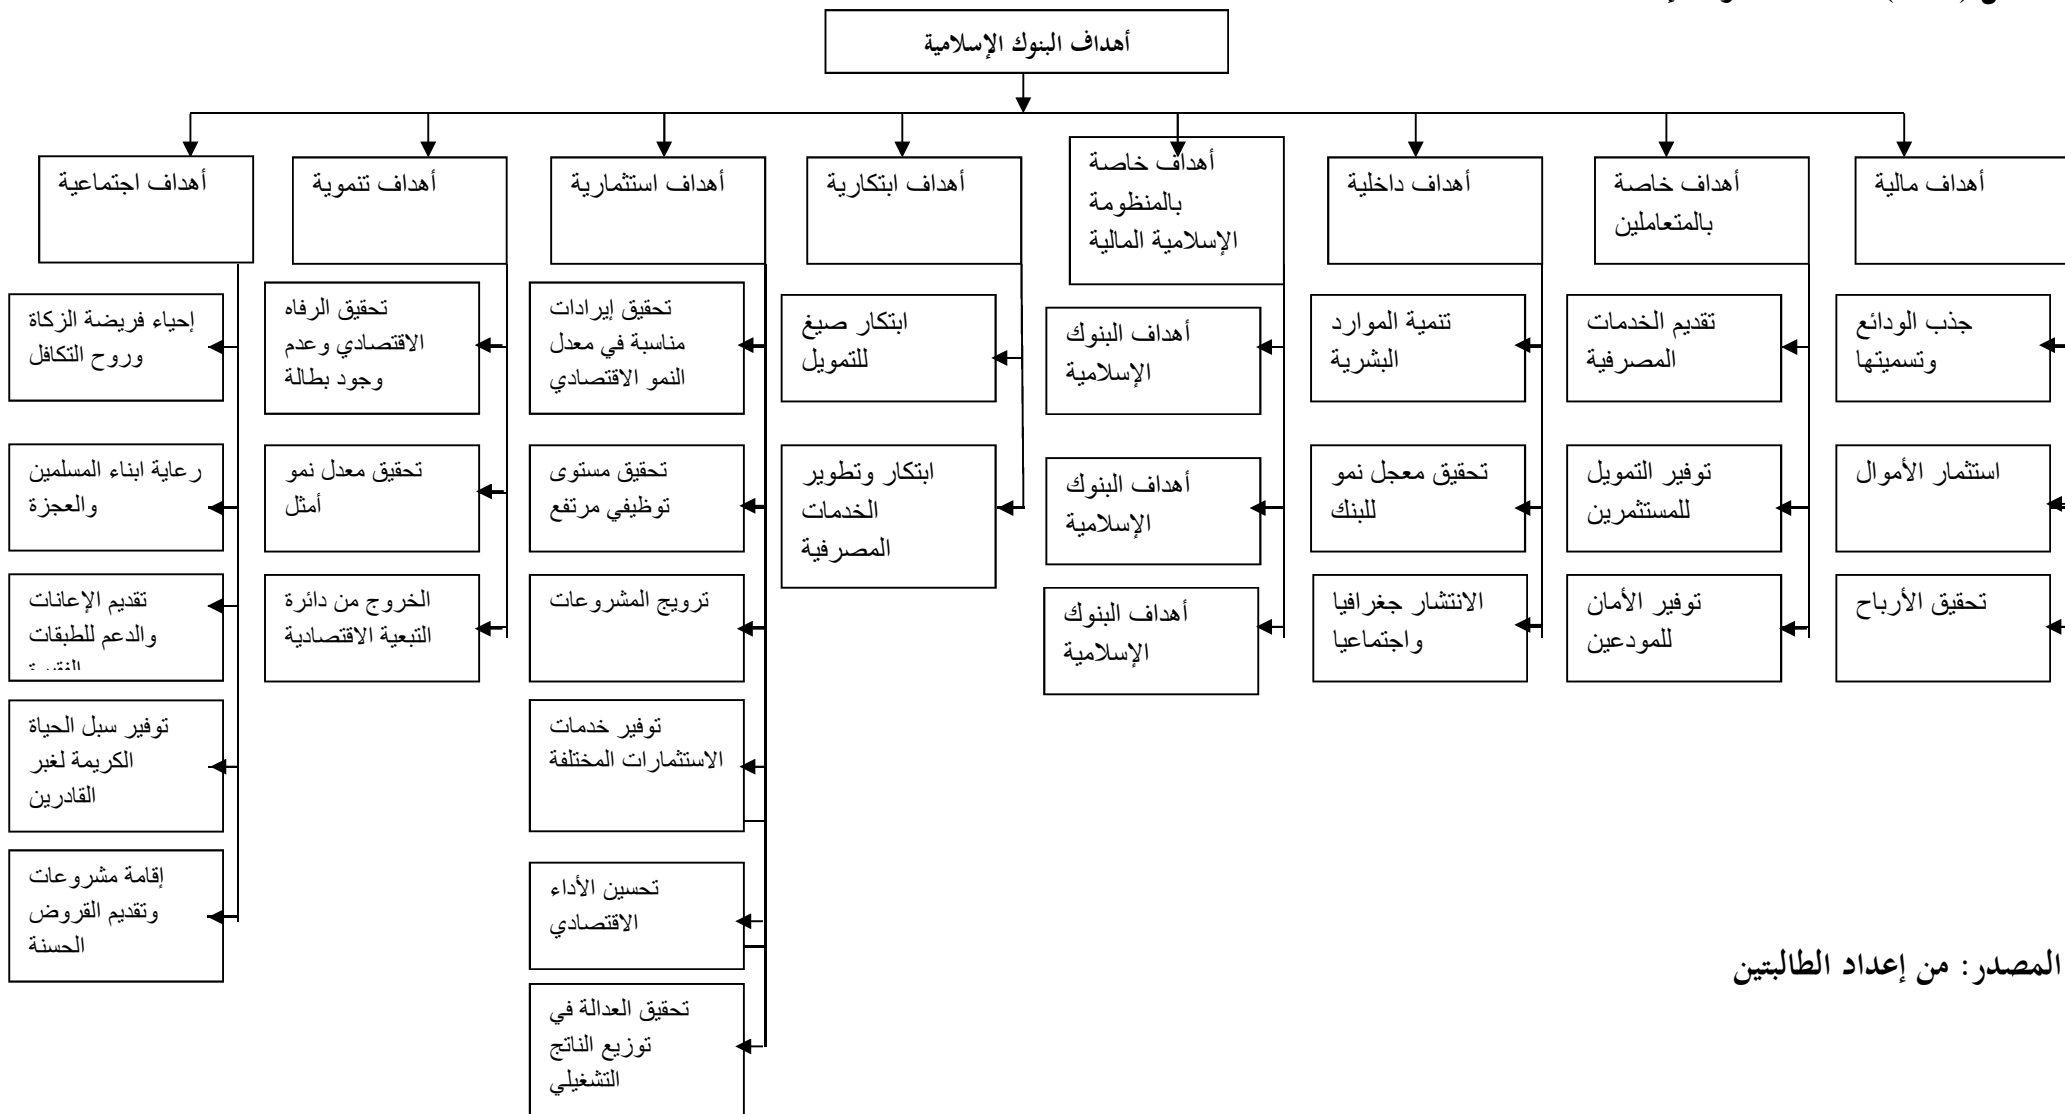 أهداف البنوك الإسلامية
أهداف مالية
أهداف خاصة
بالمتعاملين
أهداف داخلية
أهداف خاصة
بالمنظومة
الإسلامية المالية
أهداف ابتكارية
أهداف استثمارية
أهداف تنموية
أهداف اجتماعية
جذب الودائع
وتسميتها
استثمار الأموال
تحقيق الأرباح
تقديم الخدمات
المصرفية
توفير التمويل
للمستثمرين
توفير الأمان
للمودعين
تنمية الموارد
البشرية
تحقيق معجل نمو
للبنك
الانتشار جغرافيا
واجتماعيا
أهداف البنوك
الإسلامية
أهداف البنوك
الإسلامية
أهداف البنوك
الإسلامية
ابتكار صيغ
للتمويل
ابتكار وتطوير
الخدمات
المصرفية
تحقيق إيرادات
مناسبة في معدل
النمو الاقتصادي
تحقيق مستوى
توظيفي مرتفع
ترويج المشروعات
توفير خدمات
الاستثمارات المختلفة
تحسين الأداء
الاقتصادي
تحقيق العدالة في
توزيع الناتج
التشغيلي
تحقيق الرفاه
الاقتصادي وعدم
وجود بطالة
تحقيق معدل نمو
أمثل
الخروج من دائرة
التبعية الاقتصادية
إحياء فريضة الزكاة
وروح التكافل
رعاية ابناء المسلمين
والعجزة
تقديم الإعانات
والدعم للطبقات
توفير سبل الحياة
الكريمة لغبر
القادرين
إقامة مشروعات
وتقديم القروض
الحسنة
المصدر: من إعداد الطالبتين